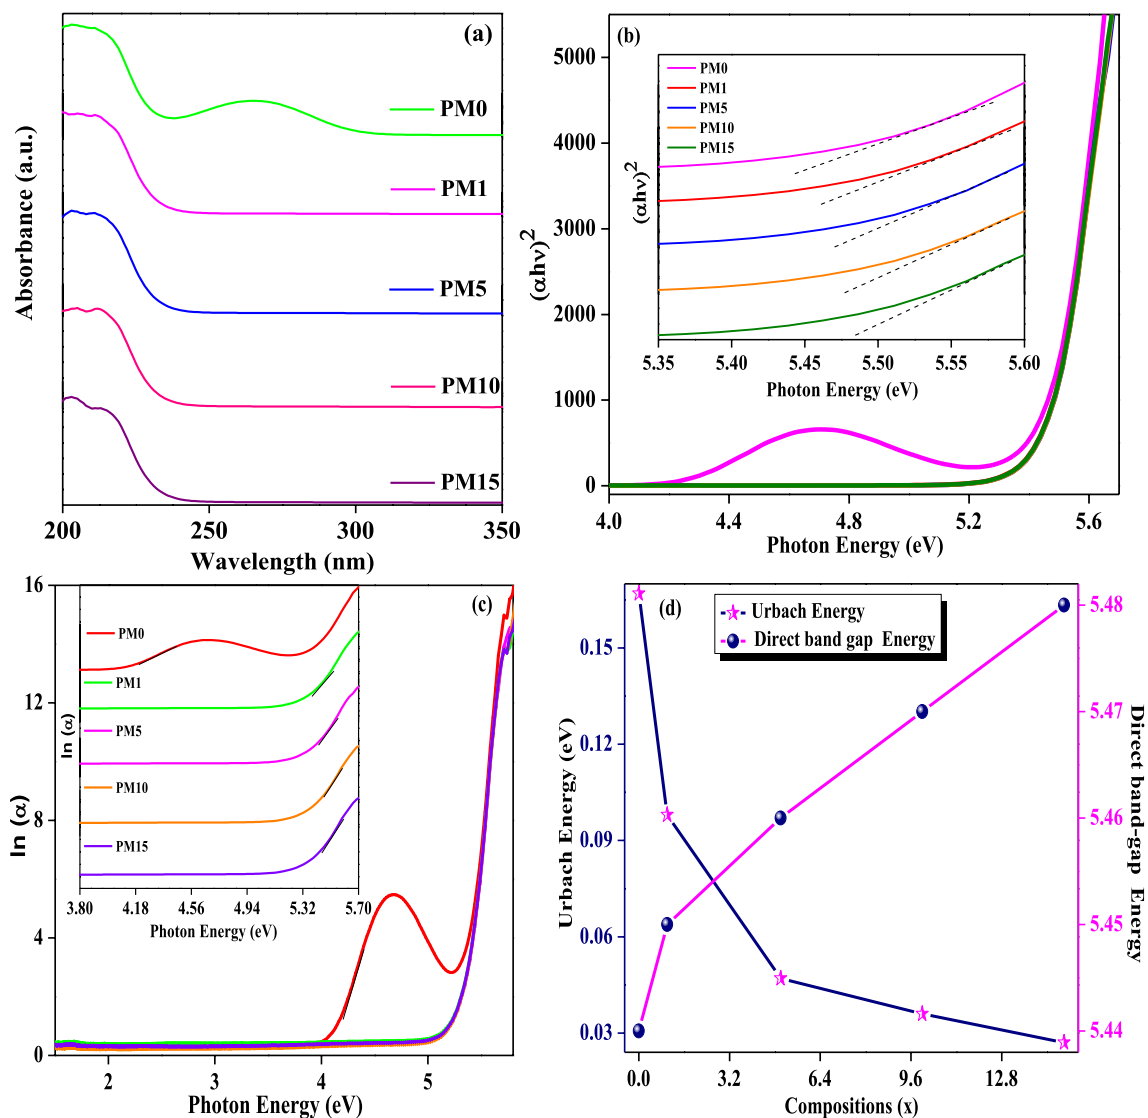 (a)
PM0
PM1
PM5
PM10
PM15
Absorbance (a.u.)
200 250 300 350
Wavelength (nm)
(b)
5000
4000
3000
2000
1000
0
(αhν)²
4.0 4.4 4.8 5.2 5.6
Photon Energy (eV)
PM0
PM1
PM5
PM10
PM15
(αhν)²
5.35 5.40 5.45 5.50 5.55 5.60
Photon Energy (eV)
(c)
16
12
8
4
0
ln (α)
2 3 4 5
Photon Energy (eV)
PM0
PM1
PM5
PM10
PM15
ln (α)
3.80 4.18 4.56 4.94 5.32 5.70
Photon Energy (eV)
(d)
Urbach Energy
Direct band gap Energy
0.15
0.12
0.09
0.06
0.03
Urbach Energy (eV)
5.48
5.47
5.46
5.45
5.44
Direct band-gap Energy
0.0 3.2 6.4 9.6 12.8
Compositions (x)